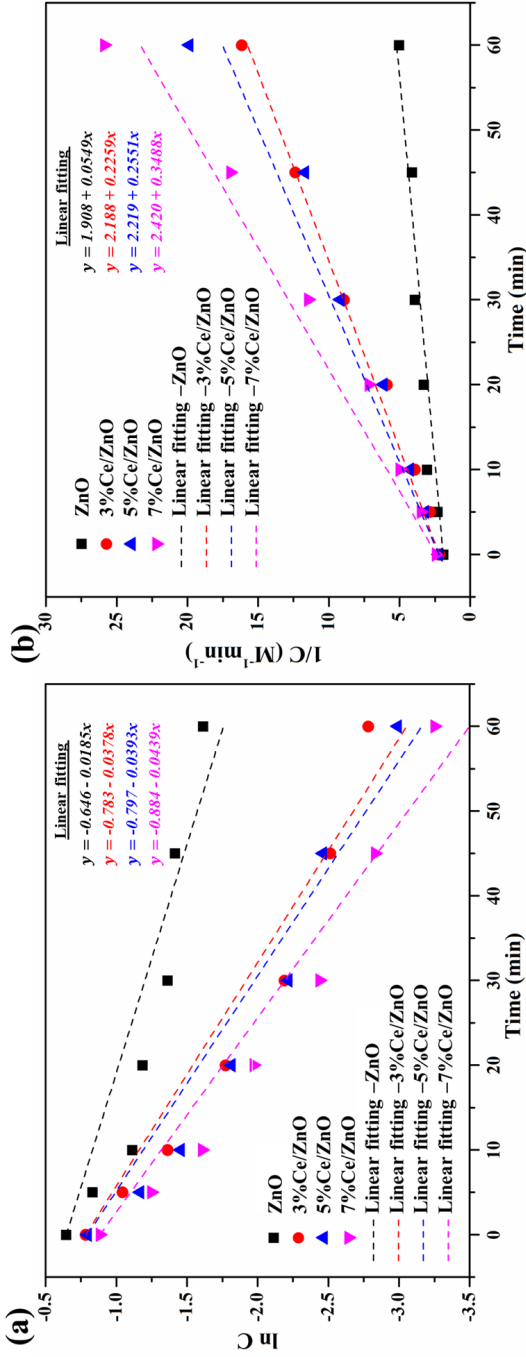 (a)
-0.5
-1.0
-1.5
-2.0
-2.5
-3.0
-3.5
ln C
0 10 20 30 40 50 60
Time (min)
Linear fitting
y = -0.646 - 0.0185x
y = -0.783 - 0.0378x
y = -0.797 - 0.0393x
y = -0.884 - 0.0439x
ZnO
3%Ce/ZnO
5%Ce/ZnO
7%Ce/ZnO
Linear fitting –ZnO
Linear fitting –3%Ce/ZnO
Linear fitting –5%Ce/ZnO
Linear fitting –7%Ce/ZnO
(b)
30
25
20
15
10
5
0
1/C (M⁻¹min⁻¹)
0 10 20 30 40 50 60
Time (min)
ZnO
3%Ce/ZnO
5%Ce/ZnO
7%Ce/ZnO
Linear fitting –ZnO
Linear fitting –3%Ce/ZnO
Linear fitting –5%Ce/ZnO
Linear fitting –7%Ce/ZnO
Linear fitting
y = 1.908 + 0.0549x
y = 2.188 + 0.2259x
y = 2.219 + 0.2551x
y = 2.420 + 0.3488x